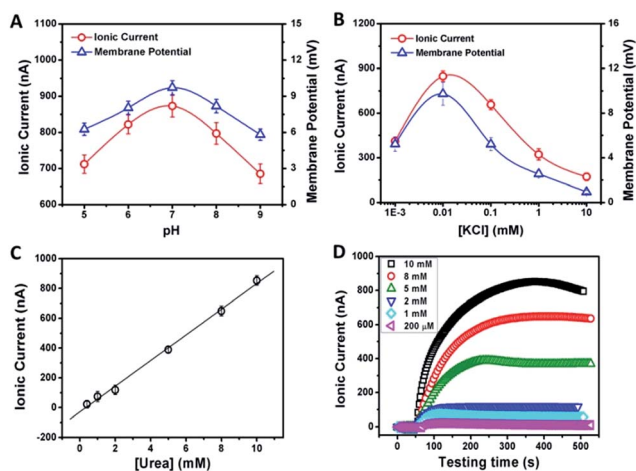 A
Ionic Current
Membrane Potential
Ionic Current (nA)
1100
1000
900
800
700
600
Membrane Potential (mV)
15
12
9
6
3
0
5 6 7 8 9
pH
B
Ionic Current
Membrane Potential
Ionic Current (nA)
1200
900
600
300
0
Membrane Potential (mV)
16
12
8
4
0
1E-3 0.01 0.1 1 10
[KCl] (mM)
C
Ionic Current (nA)
1000
800
600
400
200
0
-200
0 2 4 6 8 10
[Urea] (mM)
D
10 mM
8 mM
5 mM
2 mM
1 mM
200 μM
Ionic Current (nA)
1000
800
600
400
200
0
0 100 200 300 400 500
Testing time (s)